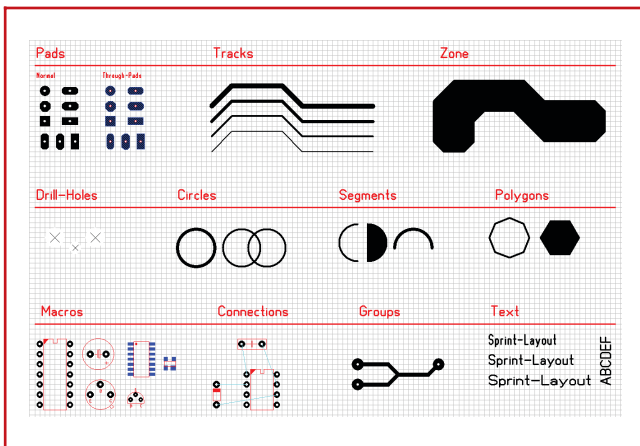 Pads
Tracks
Zone
Normal
Through-Pads
Drill-Holes
Circles
Segments
Polygons
Macros
Connections
Groups
Text
Sprint-Layout
Sprint-Layout
Sprint-Layout
ABCDEF